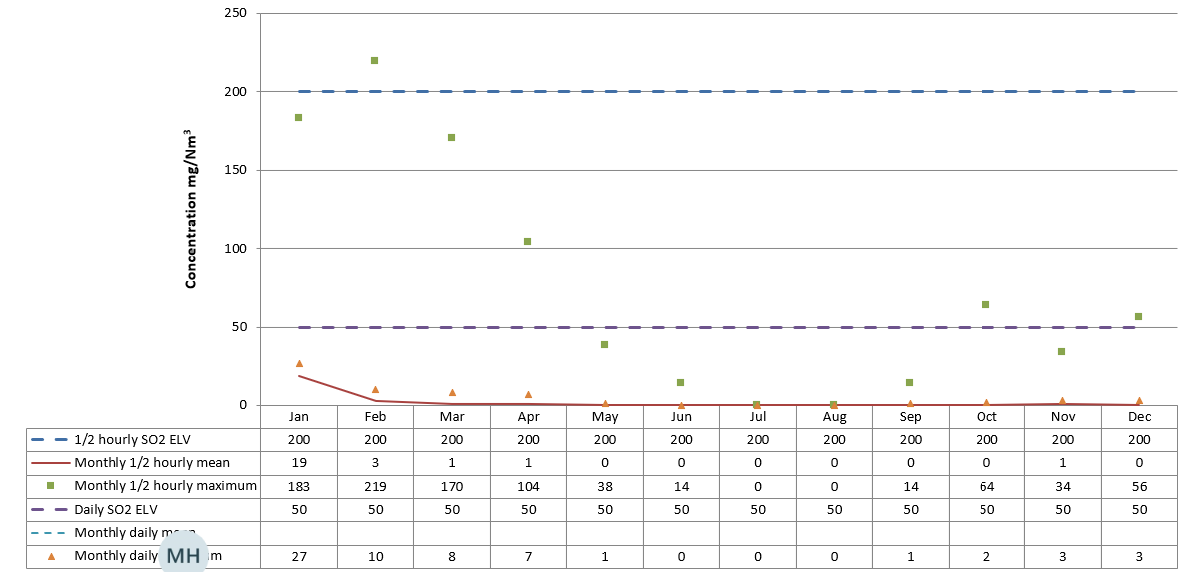 250
200
150
100
50
0
Concentration mg/Nm³
Jan Feb Mar Apr May Jun Jul Aug Sep Oct Nov Dec
1/2 hourly SO2 ELV 200 200 200 200 200 200 200 200 200 200 200 200
Monthly 1/2 hourly mean 19 3 1 1 0 0 0 0 0 0 1 0
Monthly 1/2 hourly maximum 183 219 170 104 38 14 0 0 14 64 34 56
Daily SO2 ELV 50 50 50 50 50 50 50 50 50 50 50 50
Monthly daily mean
Monthly daily 27 10 8 7 1 0 0 0 1 2 3 3
MH